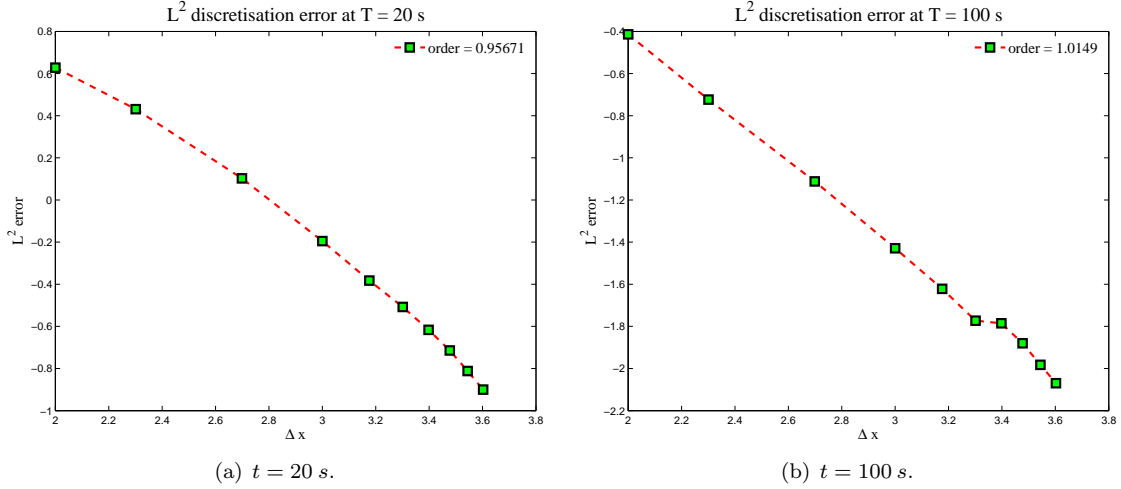 L² discretisation error at T = 20 s
order = 0.95671
0.8
0.6
0.4
0.2
0
−0.2
−0.4
−0.6
−0.8
−1
L² error
2 2.2 2.4 2.6 2.8 3 3.2 3.4 3.6 3.8
Δ x
(a) t = 20 s.
L² discretisation error at T = 100 s
order = 1.0149
−0.4
−0.6
−0.8
−1
−1.2
−1.4
−1.6
−1.8
−2
−2.2
L² error
2 2.2 2.4 2.6 2.8 3 3.2 3.4 3.6 3.8
Δ x
(b) t = 100 s.